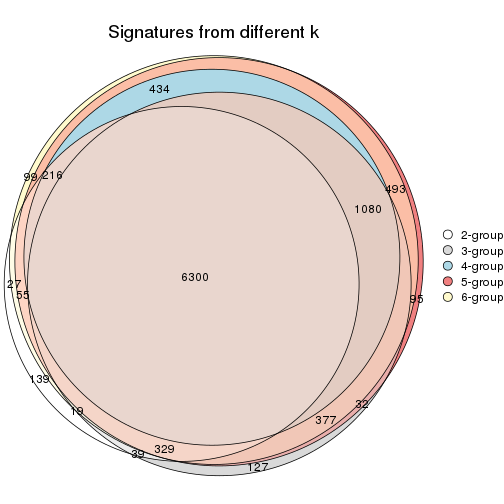 Signatures from different k
434
99
216
493
1080
6300
27
55
95
139
19
32
377
39
329
127
2-group
3-group
4-group
5-group
6-group